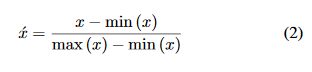 x́ = (x − min (x)) / (max (x) − min (x)) (2)